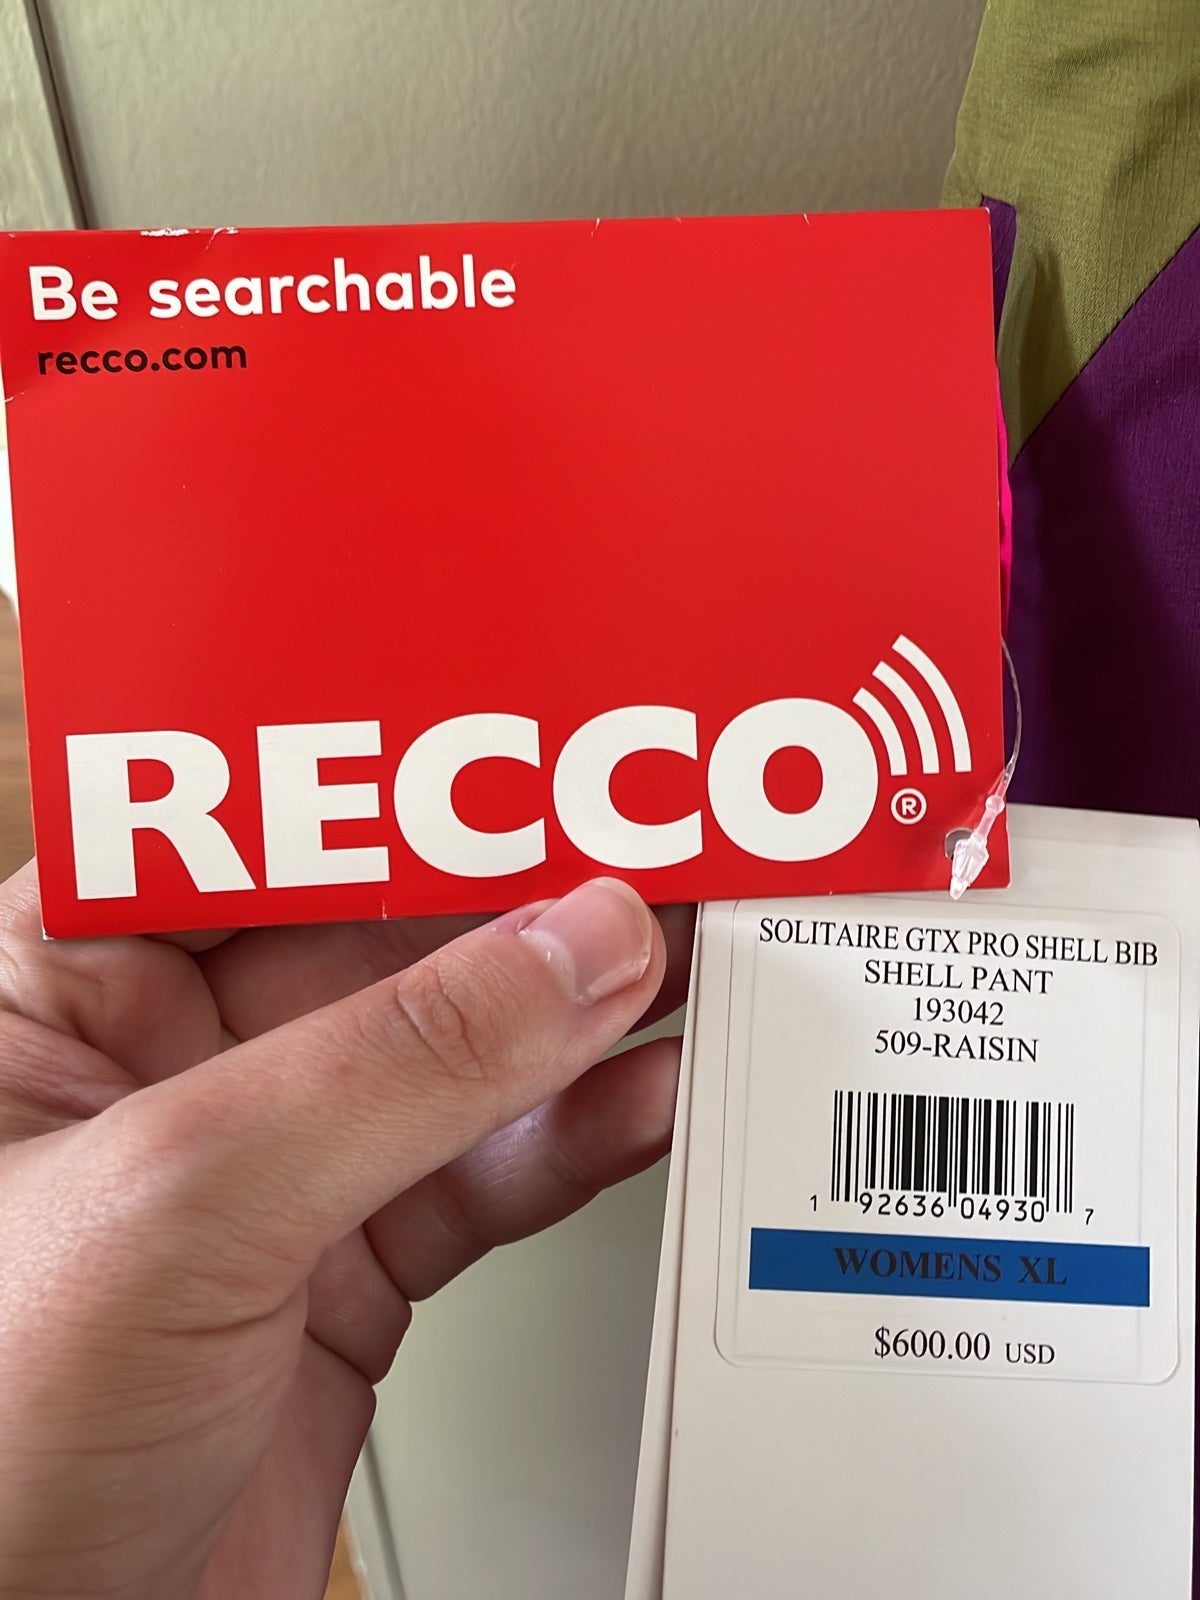 Be searchable
recco.com
RECCO®
SOLITAIRE GTX PRO SHELL BIB
SHELL PANT
193042
509-RAISIN
1 92636 04930 7
WOMENS XL
$600.00 USD